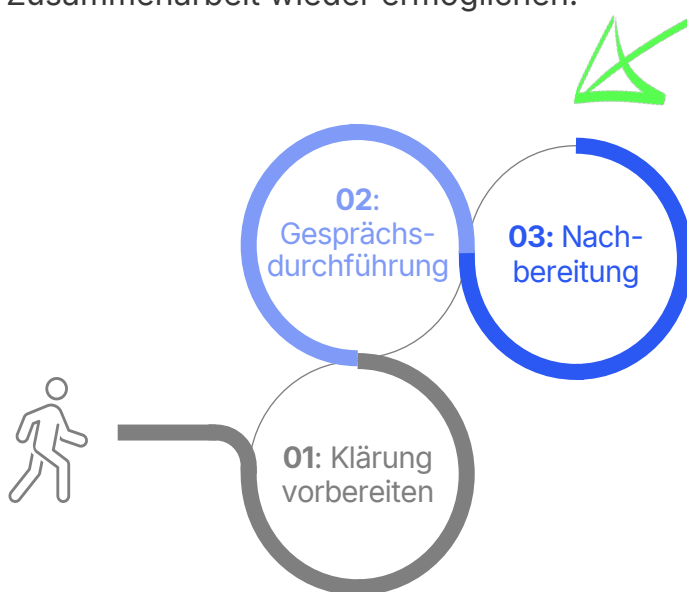 Zusammenarbeit wieder ermöglichen.
02:
Gesprächs-
durchführung
03: Nach-
bereitung
01: Klärung
vorbereiten